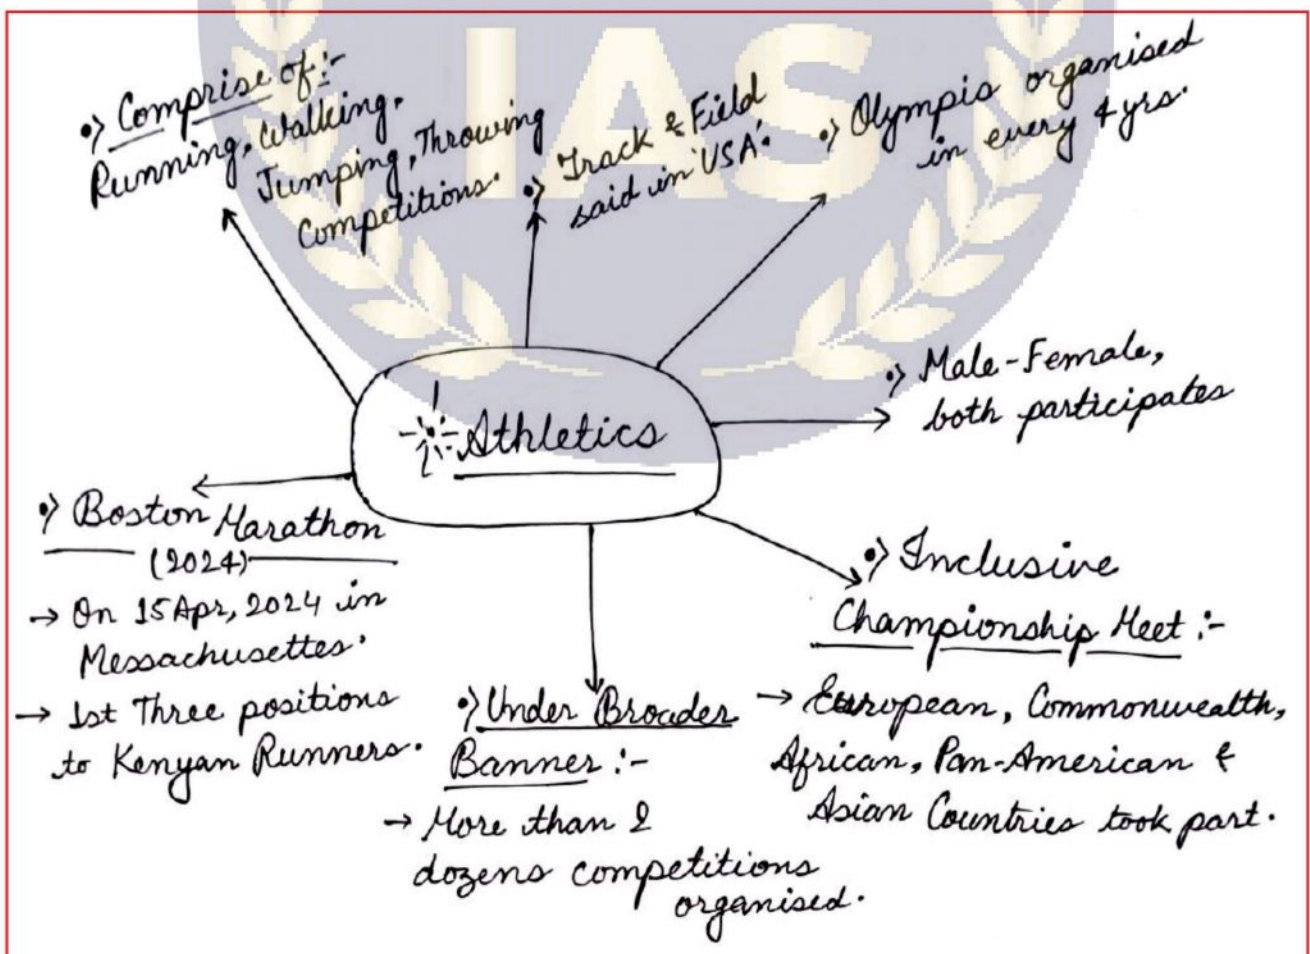 IAS
•) Comprise of :-
Running, Walking,
Jumping, Throwing
Competitions.
•) Track & Field
said in 'USA'.
•) Olympis organised
in every 4 yrs.
Athletics
•) Male-Female,
both participates
•) Boston Marathon
(2024)
→ On 15 Apr, 2024 in
Messachusettes.
→ 1st Three positions
to Kenyan Runners.
•) Under Broader
Banner :-
→ More than 2
dozens competitions
organised.
•) Inclusive
Championship Meet :-
→ European, Commonwealth,
African, Pan-American &
Asian Countries took part.